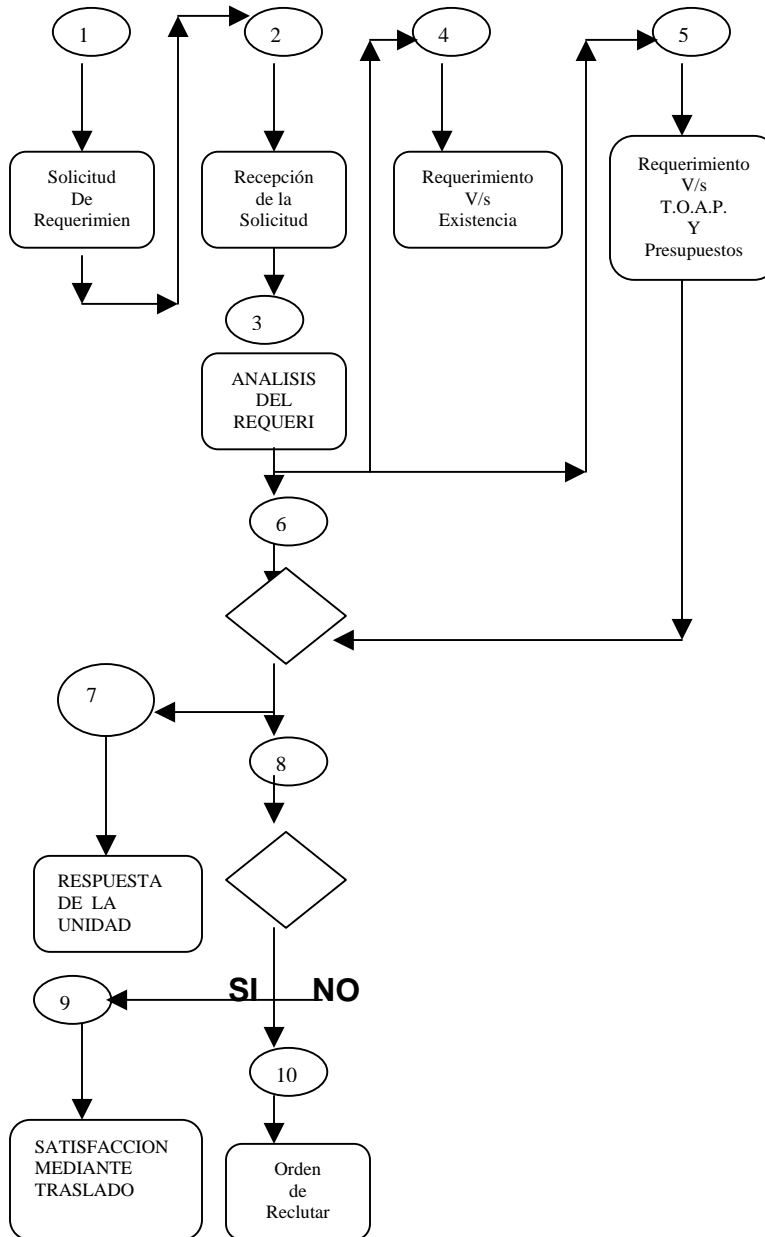 1
2
4
5
Solicitud
De
Requerimien
Recepción
de la
Solicitud
Requerimiento
V/s
Existencia
Requerimiento
V/s
T.O.A.P.
Y
Presupuestos
3
ANALISIS
DEL
REQUERI
6
7
8
RESPUESTA
DE LA
UNIDAD
SI NO
9
10
SATISFACCION
MEDIANTE
TRASLADO
Orden
de
Reclutar